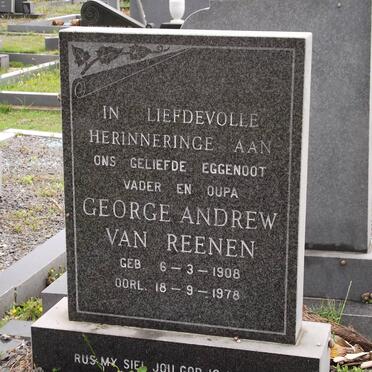 IN LIEFDEVOLLE
HERINNERINGE AAN
ONS GELIEFDE EGGENOOT
VADER EN OUPA
GEORGE ANDREW
VAN REENEN
GEB 6-3-1908
OORL. 18-9-1978
RUS MY SIEL JOU GOD IS